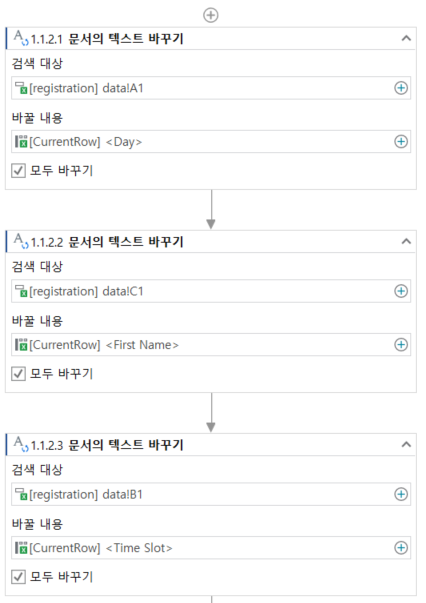 1.1.2.1 문서의 텍스트 바꾸기
검색 대상
[registration] data!A1
바꿀 내용
[CurrentRow] <Day>
모두 바꾸기
1.1.2.2 문서의 텍스트 바꾸기
검색 대상
[registration] data!C1
바꿀 내용
[CurrentRow] <First Name>
모두 바꾸기
1.1.2.3 문서의 텍스트 바꾸기
검색 대상
[registration] data!B1
바꿀 내용
[CurrentRow] <Time Slot>
모두 바꾸기